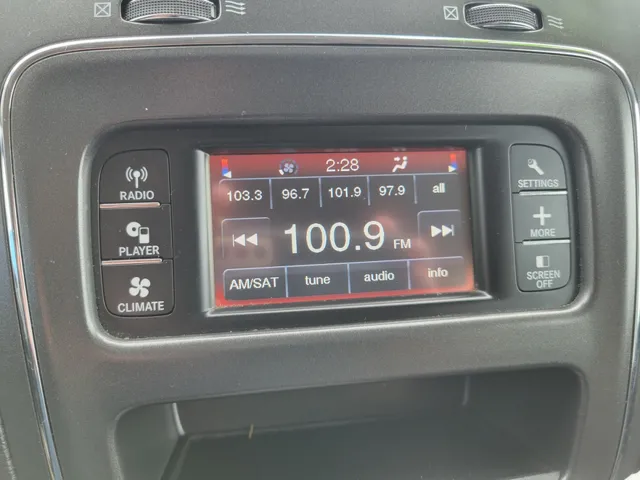 2:28
103.3 96.7 101.9 97.9 all
100.9 FM
AM/SAT tune audio info
RADIO
PLAYER
CLIMATE
SETTINGS
MORE
SCREEN
OFF